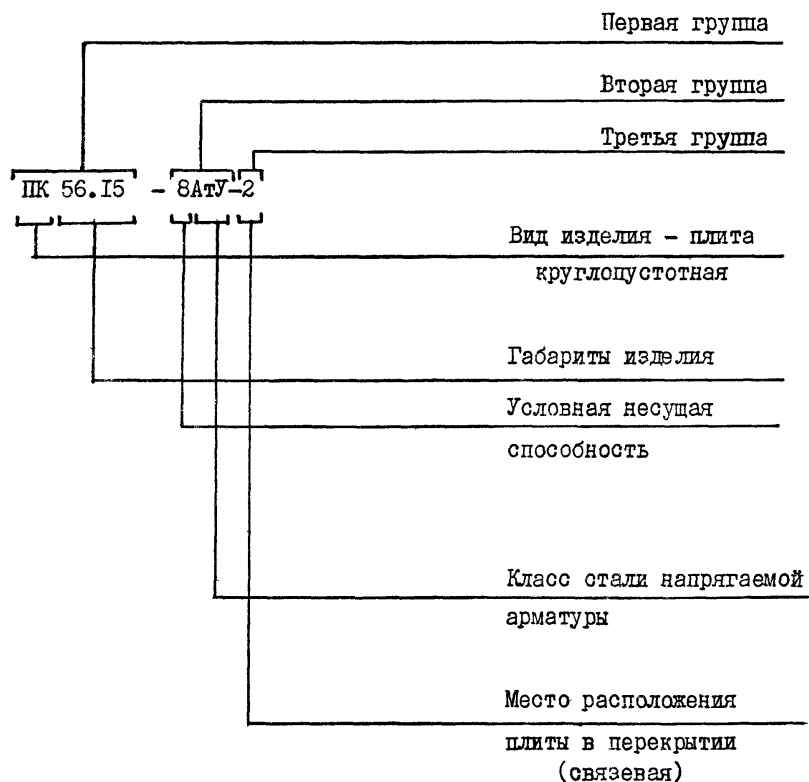 Первая группа
Вторая группа
Третья группа
ПК 56.I5 - 8АтУ-2
Вид изделия - плита
круглопустотная
Габариты изделия
Условная несущая
способность
Класс стали напрягаемой
арматуры
Место расположения
плиты в перекрытии
(связевая)